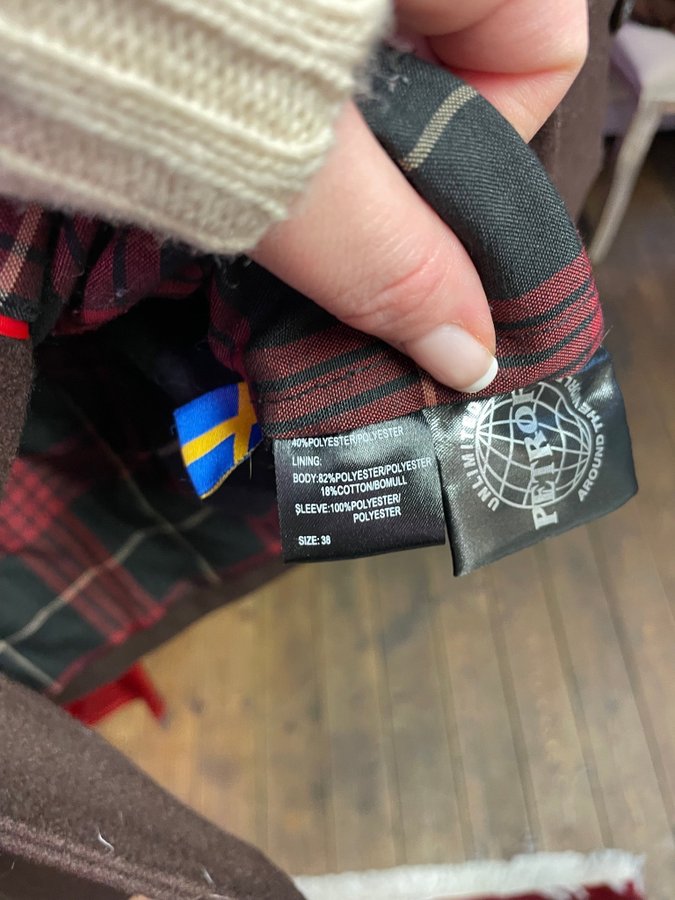 40%POLYESTER/POLYESTER
LINING:
BODY:82%POLYESTER/POLYESTER
18%COTTON/BOMULL
SLEEVE:100%POLYESTER/
POLYESTER
SIZE: 38
UNLIMITED
AROUND THE